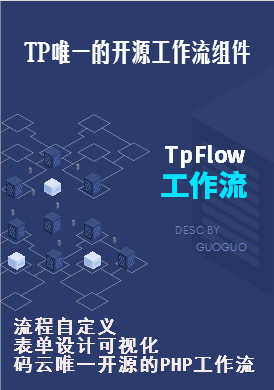 TP唯一的开源工作流组件
TpFlow
工作流
DESC BY
GUOGUO
流程自定义
表单设计可视化
码云唯一开源的PHP工作流